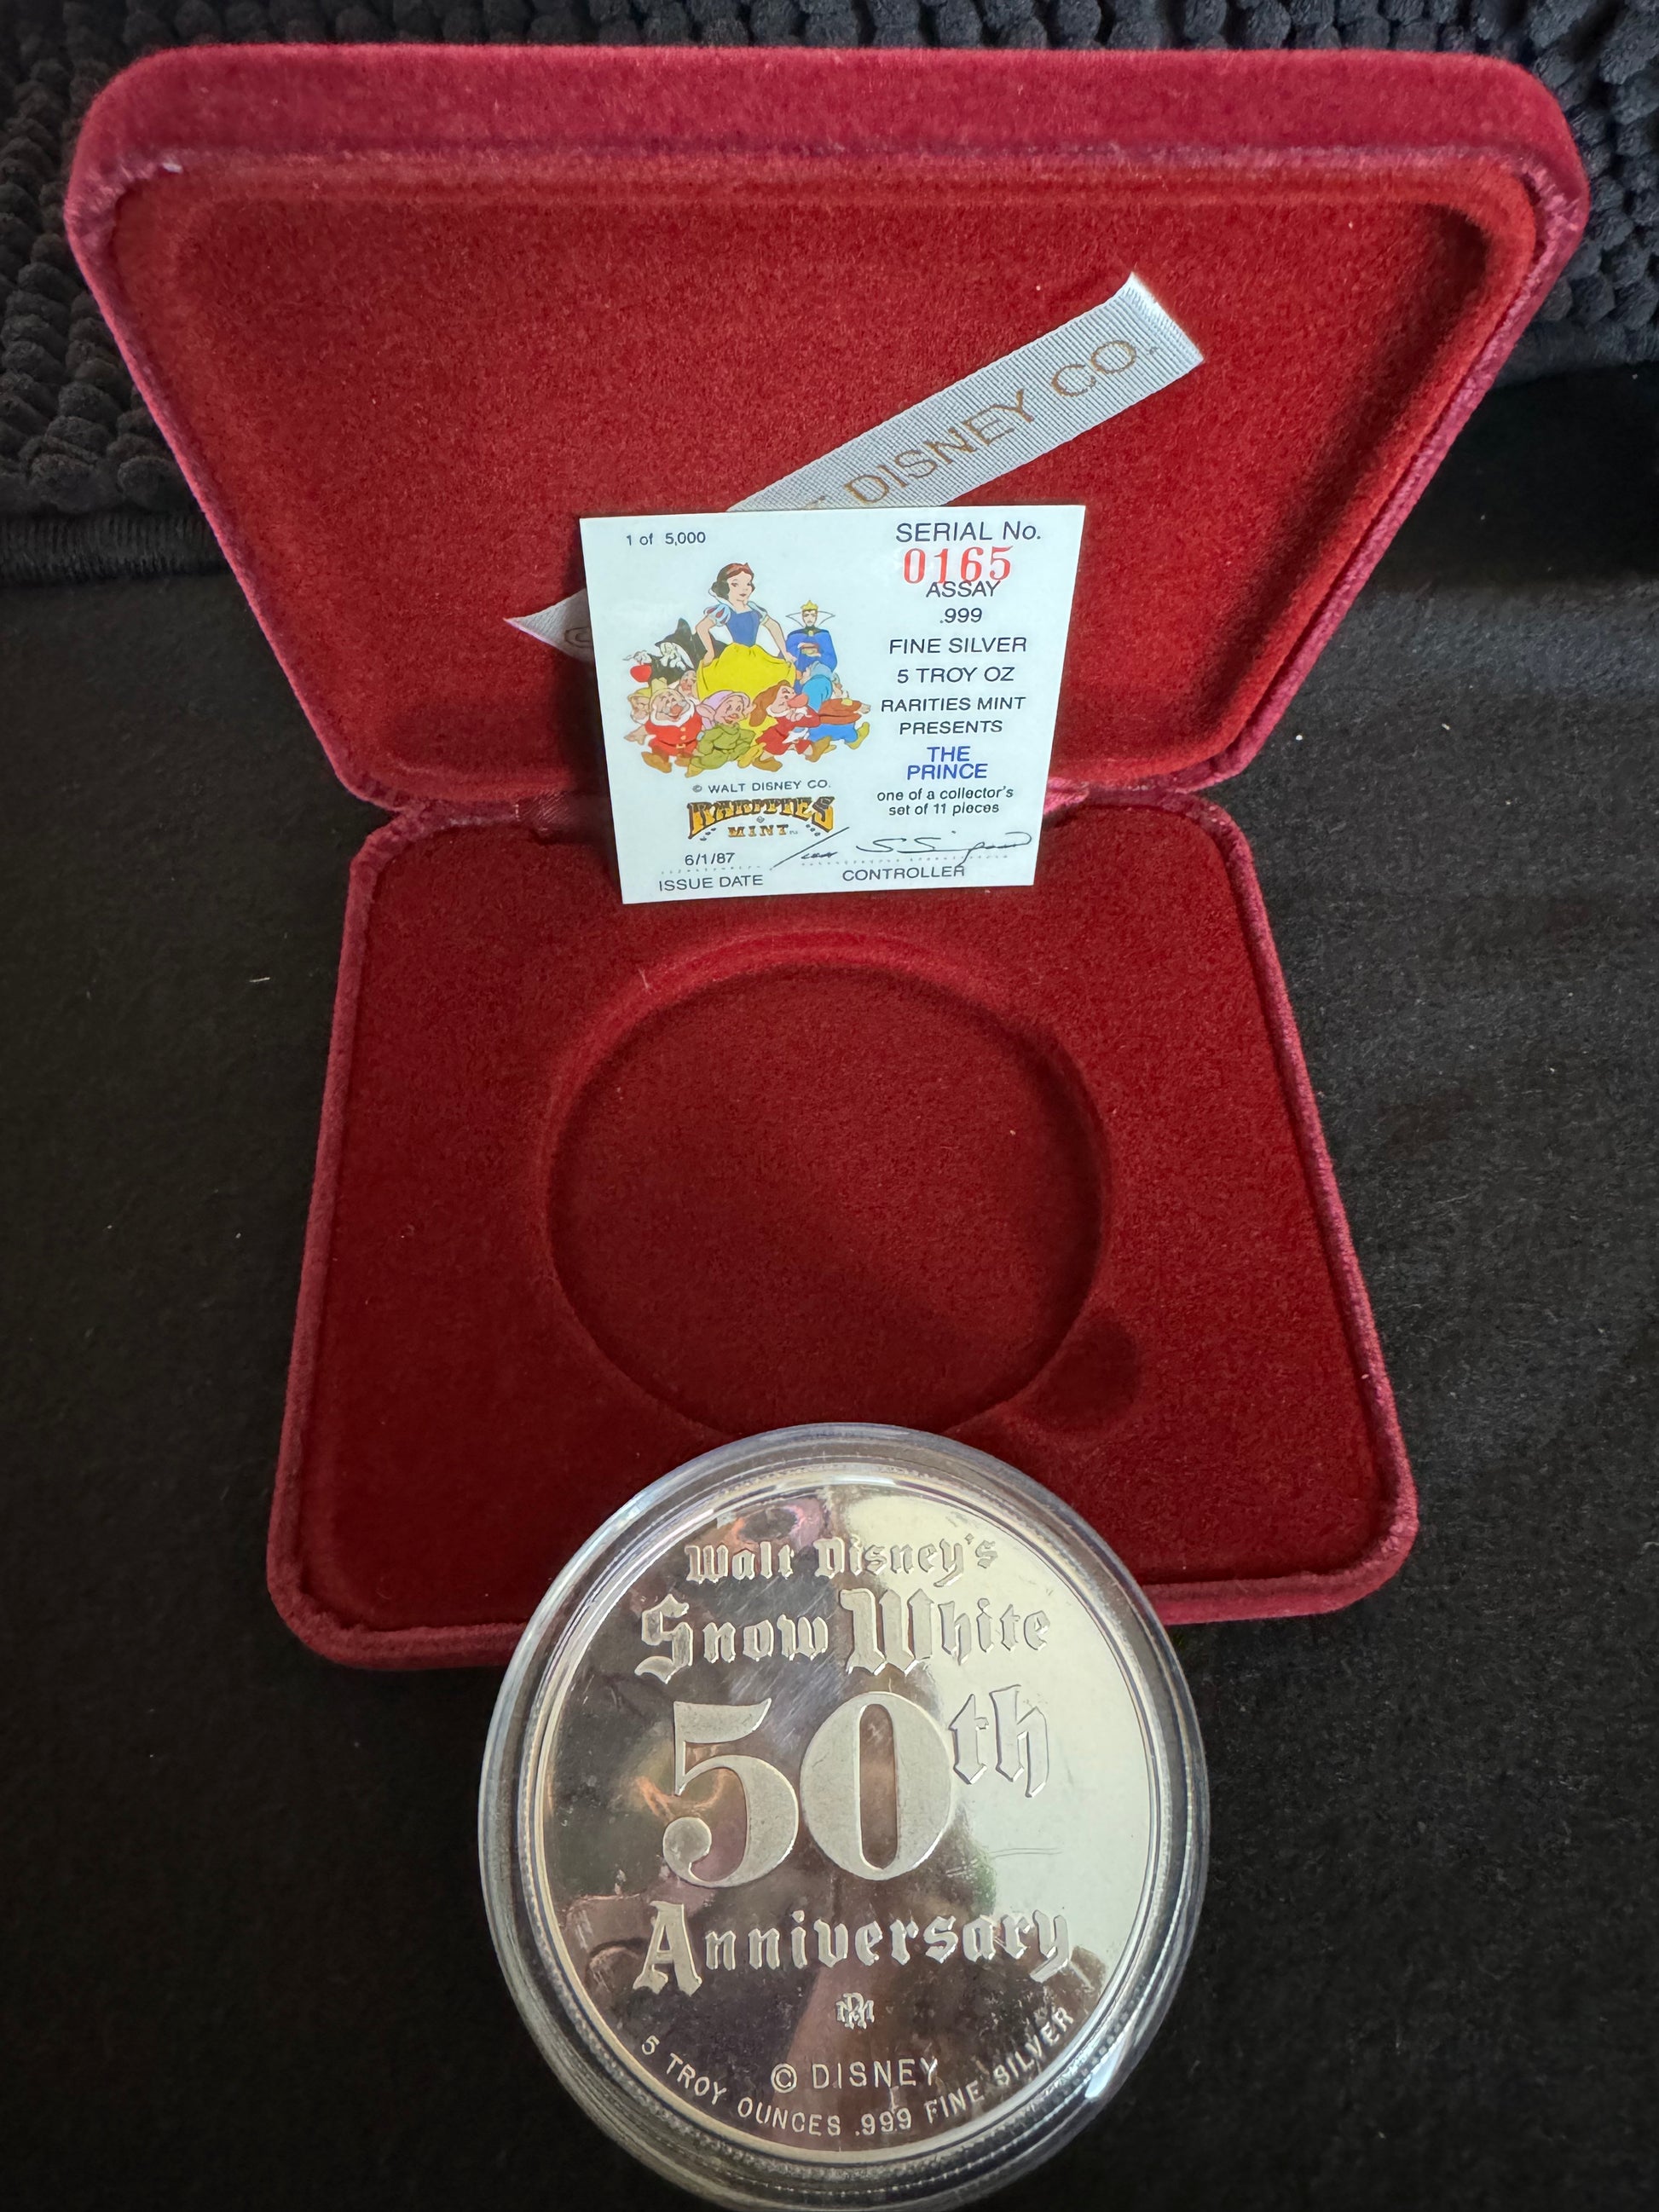 DISNEY CO.
1 of 5,000
SERIAL No.
0165
ASSAY
.999
FINE SILVER
5 TROY OZ
RARITIES MINT
PRESENTS
THE
PRINCE
one of a collector's
set of 11 pieces
© WALT DISNEY CO.
RARITIES
MINT
6/1/87
ISSUE DATE
CONTROLLER
Walt Disney's
Snow White
50th
Anniversary
© DISNEY
5 TROY OUNCES .999 FINE SILVER